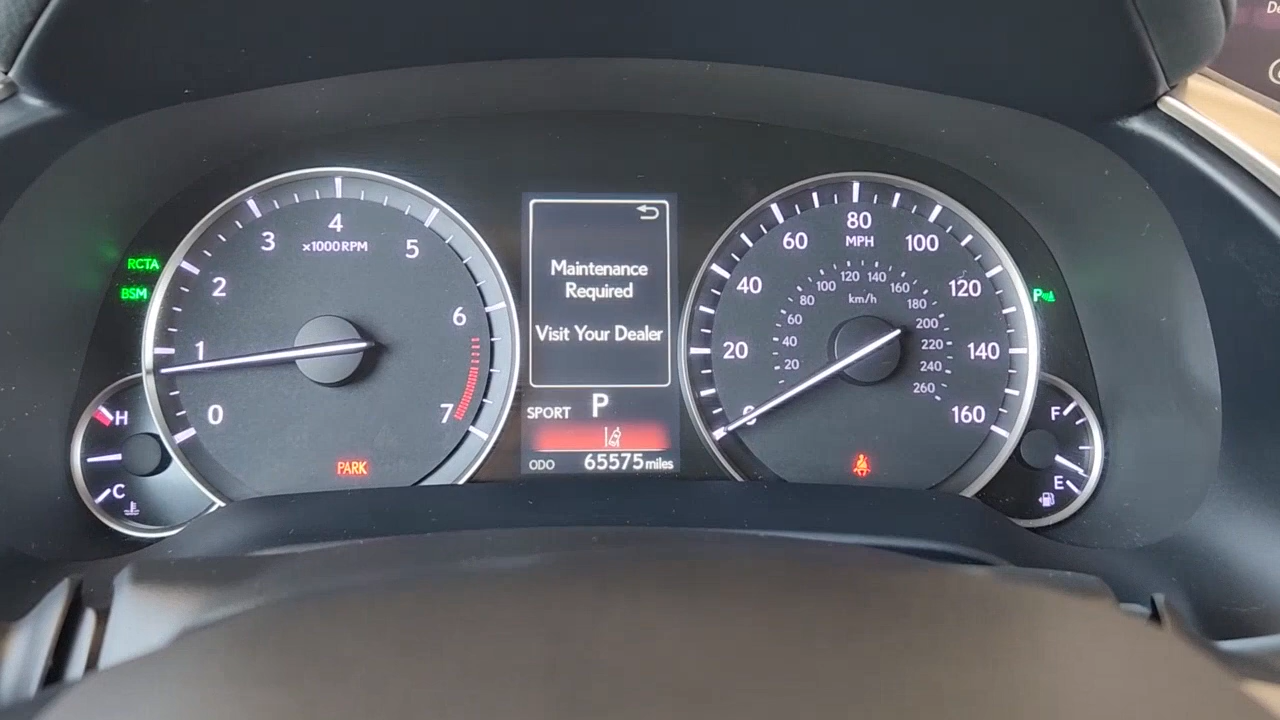 De
RCTA
BSM
0
1
2
3
4
5
6
7
x1000RPM
PARK
H
C
Maintenance
Required
Visit Your Dealer
SPORT P
ODO 65575 miles
0
20
40
60
80
100
120
140
160
MPH
km/h
20
40
60
80
100
120
140
160
180
200
220
240
260
P
F
E